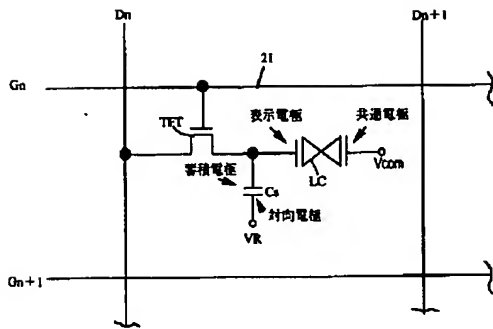 Dn
Dn+1
Gn
21
TFT
表示電極
共通電極
Vcom
LC
蓄積電極
Cs
対向電極
VR
Gn+1